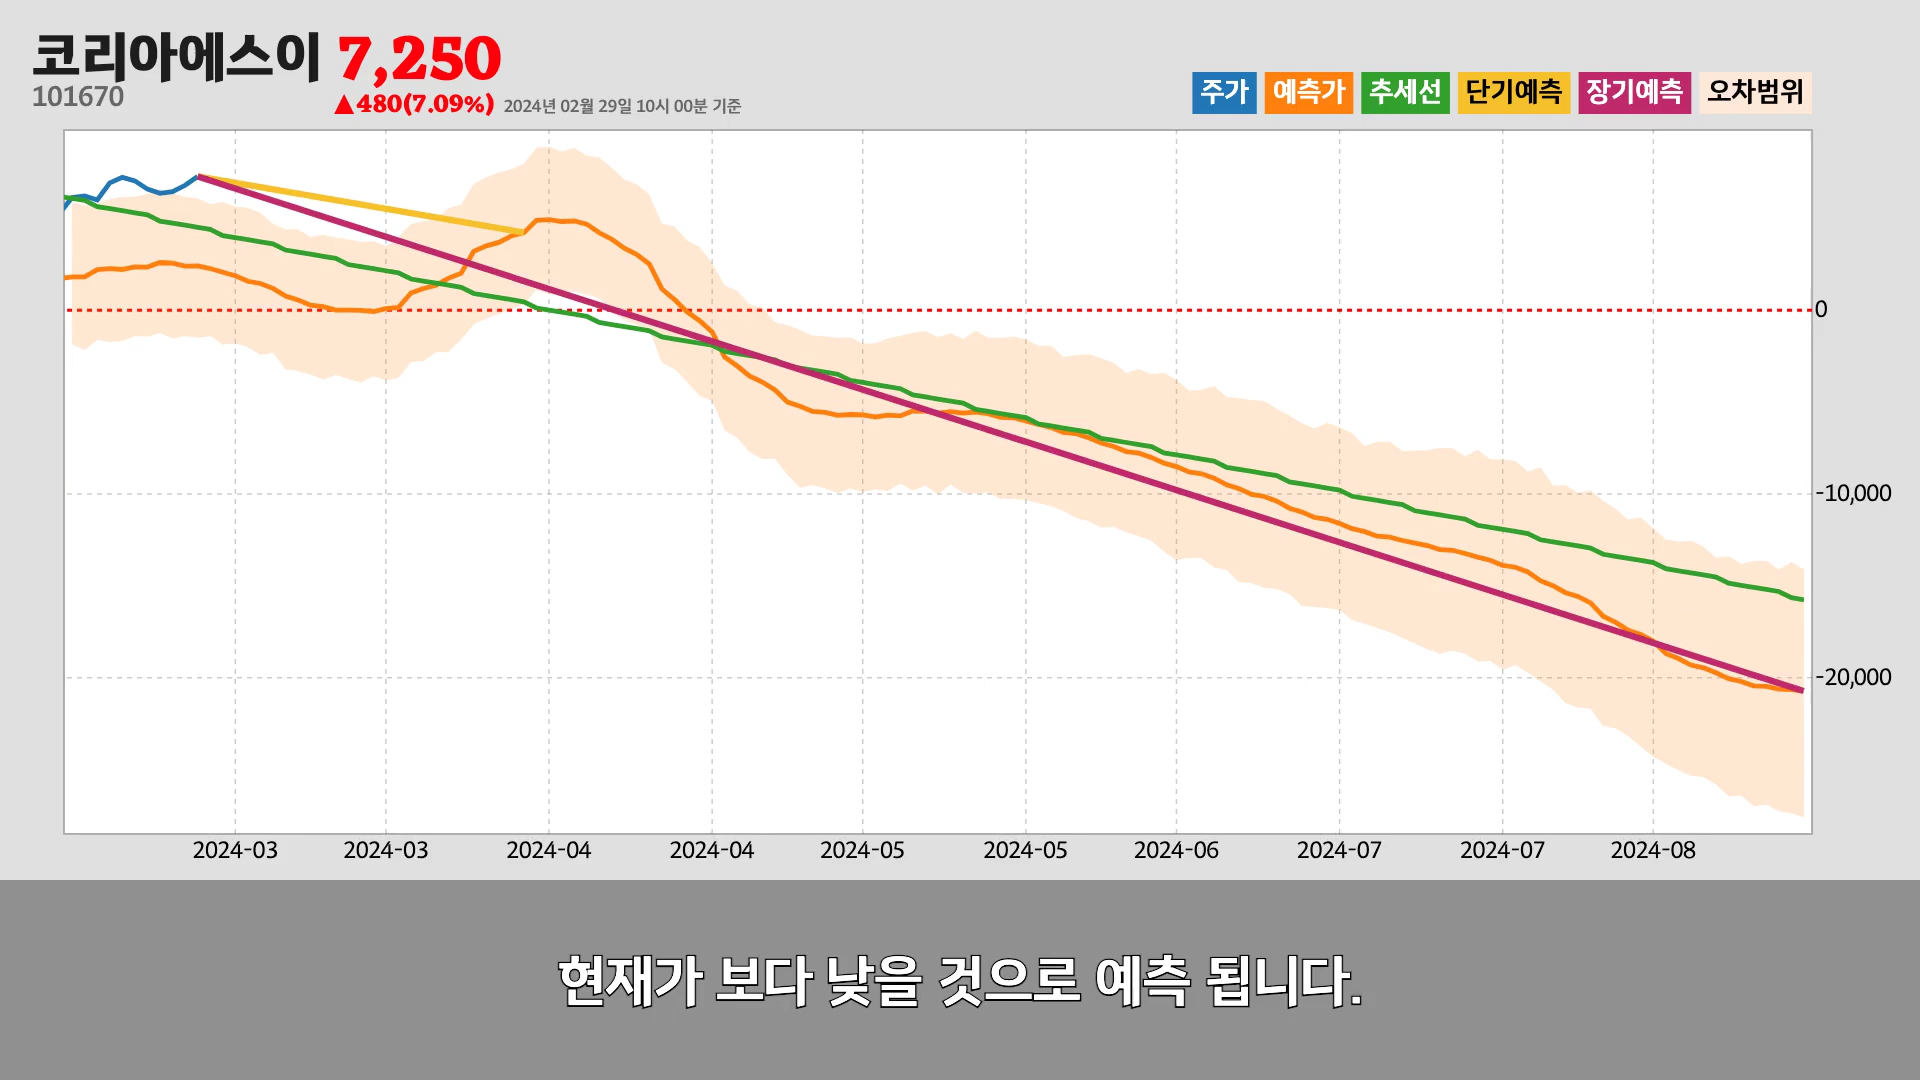 코리아에스이 7,250
101670
▲480(7.09%) 2024년 02월 29일 10시 00분 기준
주가 예측가 추세선 단기예측 장기예측 오차범위
0
-10,000
-20,000
2024-03 2024-03 2024-04 2024-04 2024-05 2024-05 2024-06 2024-07 2024-07 2024-08
현재가 보다 낮을 것으로 예측 됩니다.